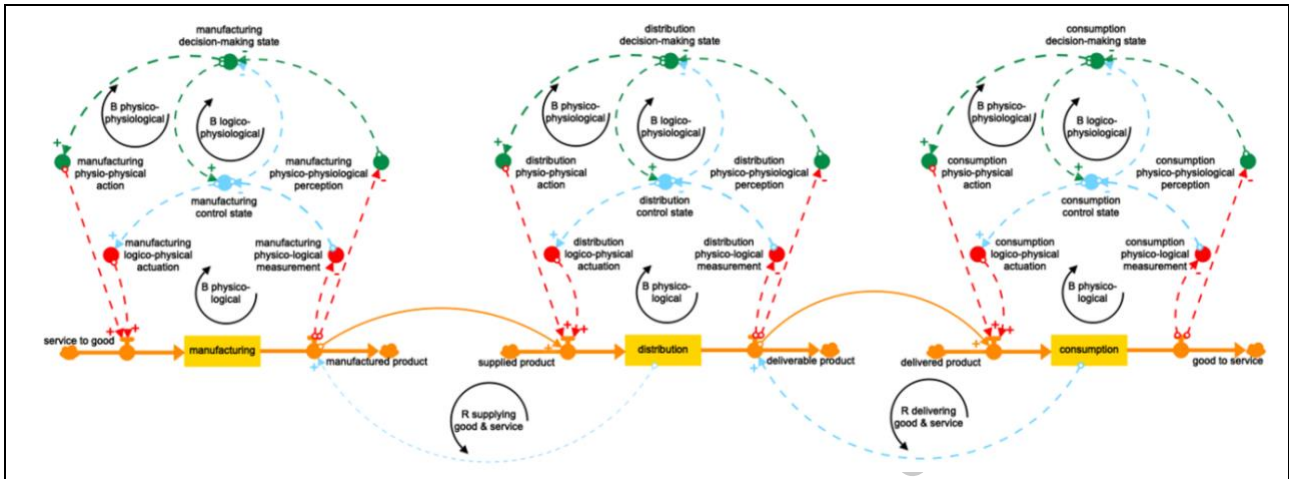 manufacturing
decision-making state
B physico-
physiological
B logico-
physiological
+
-
-
+
manufacturing
physio-physical
action
manufacturing
physico-physiological
perception
-
manufacturing
control state
-
+
manufacturing
logico-physical
actuation
manufacturing
physico-logical
measurement
-
B physico-
logical
+
+
service to good
manufacturing
manufactured product
+
distribution
decision-making state
B physico-
physiological
B logico-
physiological
+
-
-
+
distribution
physio-physical
action
distribution
physico-physiological
perception
-
distribution
control state
-
+
distribution
logico-physical
actuation
distribution
physico-logical
measurement
-
B physico-
logical
+
+
+
supplied product
distribution
deliverable product
+
R supplying
good & service
consumption
decision-making state
B physico-
physiological
B logico-
physiological
+
-
-
+
consumption
physio-physical
action
consumption
physico-physiological
perception
-
consumption
control state
-
+
consumption
logico-physical
actuation
consumption
physico-logical
measurement
-
B physico-
logical
+
+
+
delivered product
consumption
good to service
R delivering
good & service